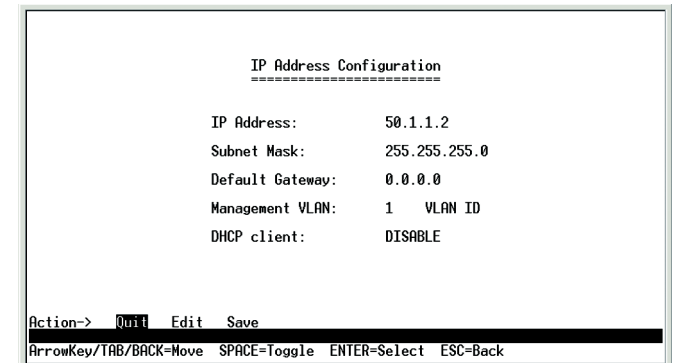 IP Address Configuration
========================
IP Address: 50.1.1.2
Subnet Mask: 255.255.255.0
Default Gateway: 0.0.0.0
Management VLAN: 1 VLAN ID
DHCP client: DISABLE
Action-> Quit Edit Save
ArrowKey/TAB/BACK=Move SPACE=Toggle ENTER=Select ESC=Back